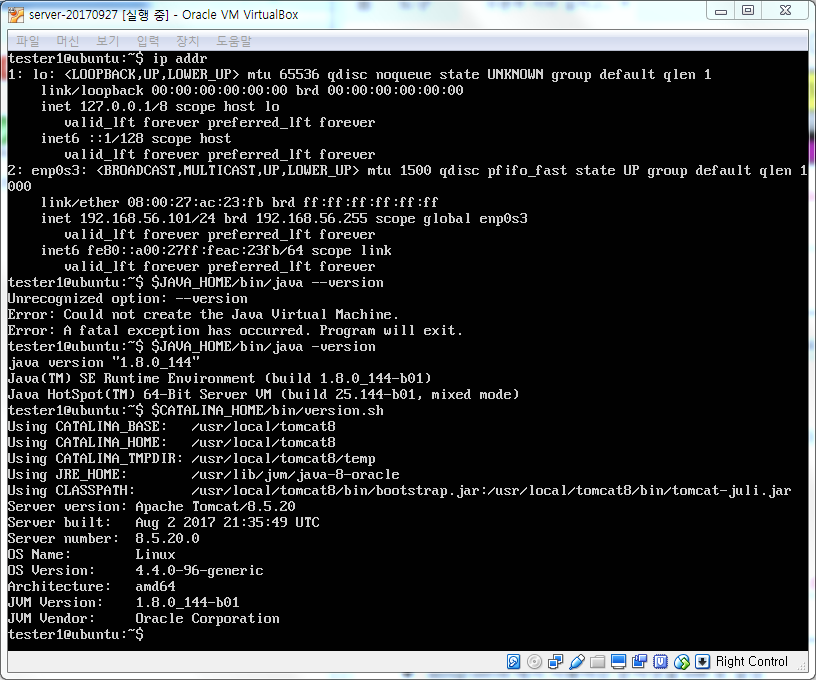 server-20170927 [실행 중] - Oracle VM VirtualBox
파일 머신 보기 입력 장치 도움말
tester1@ubuntu:~$ ip addr
1: lo: <LOOPBACK,UP,LOWER_UP> mtu 65536 qdisc noqueue state UNKNOWN group default qlen 1
    link/loopback 00:00:00:00:00:00 brd 00:00:00:00:00:00
    inet 127.0.0.1/8 scope host lo
       valid_lft forever preferred_lft forever
    inet6 ::1/128 scope host
       valid_lft forever preferred_lft forever
2: enp0s3: <BROADCAST,MULTICAST,UP,LOWER_UP> mtu 1500 qdisc pfifo_fast state UP group default qlen 1
000
    link/ether 08:00:27:ac:23:fb brd ff:ff:ff:ff:ff:ff
    inet 192.168.56.101/24 brd 192.168.56.255 scope global enp0s3
       valid_lft forever preferred_lft forever
    inet6 fe80::a00:27ff:feac:23fb/64 scope link
       valid_lft forever preferred_lft forever
tester1@ubuntu:~$ $JAVA_HOME/bin/java --version
Unrecognized option: --version
Error: Could not create the Java Virtual Machine.
Error: A fatal exception has occurred. Program will exit.
tester1@ubuntu:~$ $JAVA_HOME/bin/java -version
java version "1.8.0_144"
Java(TM) SE Runtime Environment (build 1.8.0_144-b01)
Java HotSpot(TM) 64-Bit Server VM (build 25.144-b01, mixed mode)
tester1@ubuntu:~$ $CATALINA_HOME/bin/version.sh
Using CATALINA_BASE:   /usr/local/tomcat8
Using CATALINA_HOME:   /usr/local/tomcat8
Using CATALINA_TMPDIR: /usr/local/tomcat8/temp
Using JRE_HOME:        /usr/lib/jvm/java-8-oracle
Using CLASSPATH:       /usr/local/tomcat8/bin/bootstrap.jar:/usr/local/tomcat8/bin/tomcat-juli.jar
Server version: Apache Tomcat/8.5.20
Server built:   Aug 2 2017 21:35:49 UTC
Server number:  8.5.20.0
OS Name:        Linux
OS Version:     4.4.0-96-generic
Architecture:   amd64
JVM Version:    1.8.0_144-b01
JVM Vendor:     Oracle Corporation
tester1@ubuntu:~$
Right Control